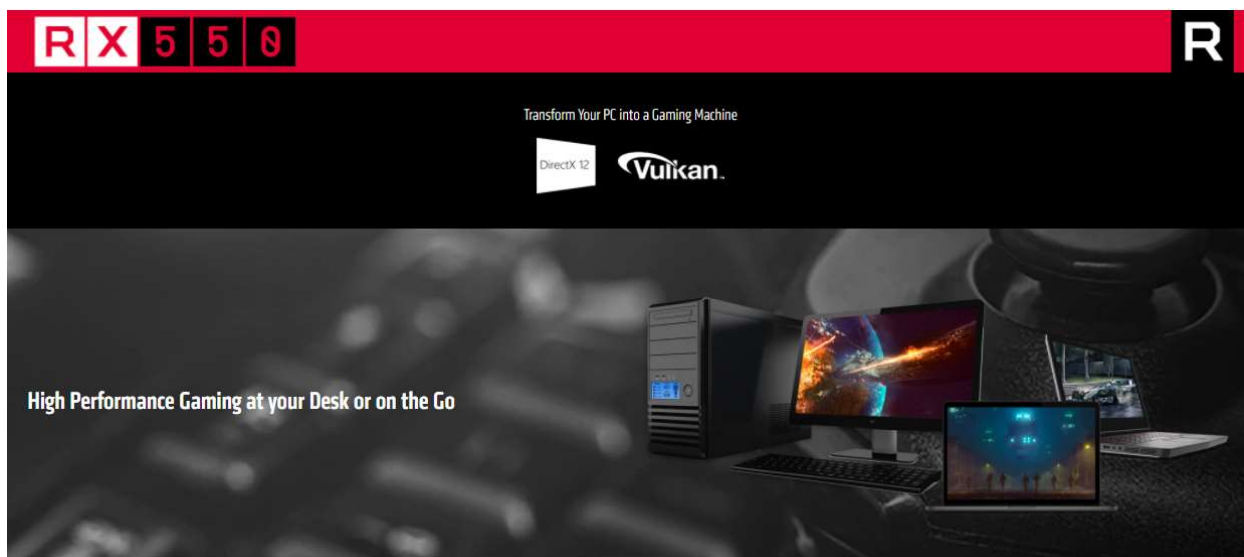 RX550
R
Transform Your PC into a Gaming Machine
DirectX 12
Vulkan™
High Performance Gaming at your Desk or on the Go